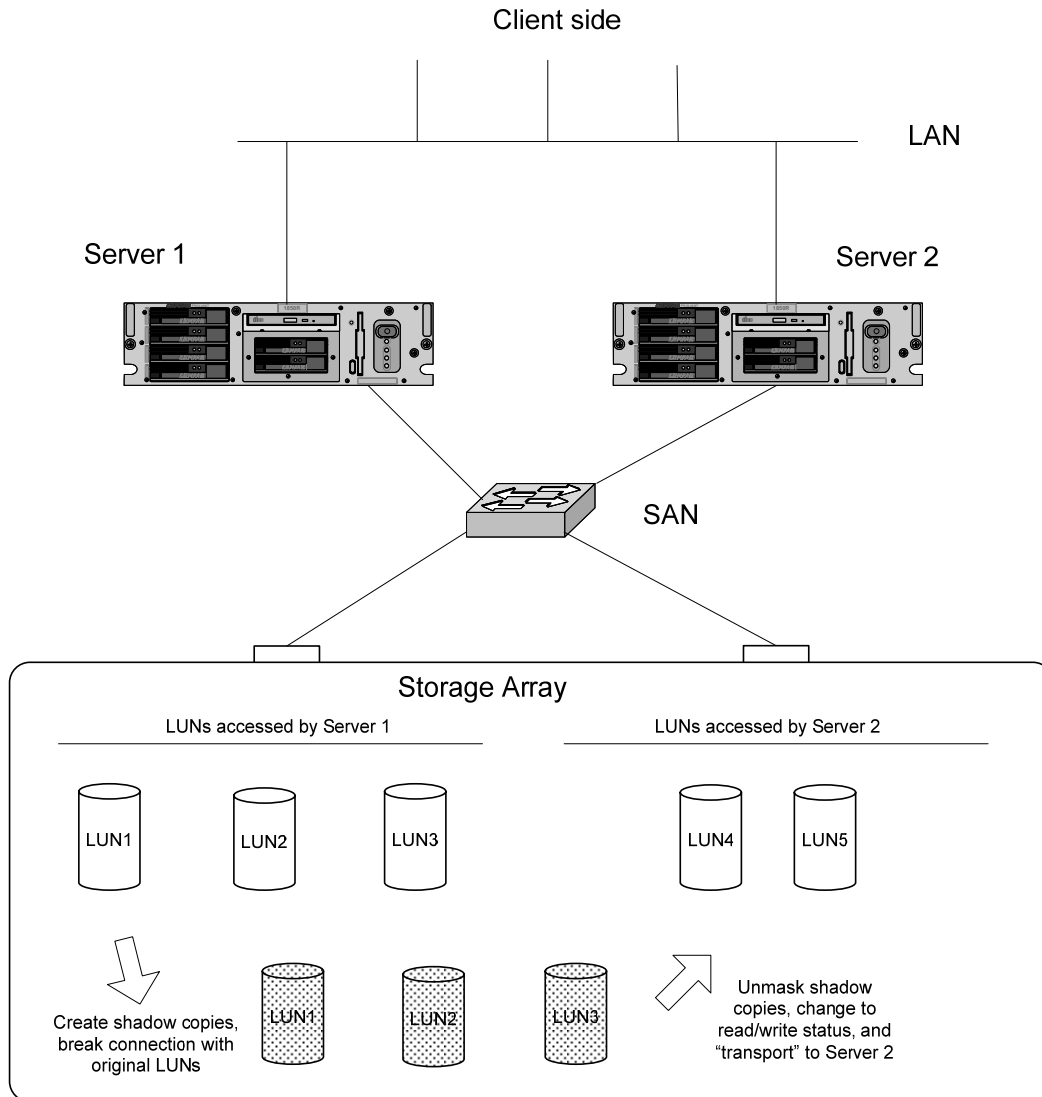 Client side
LAN
Server 1
Server 2
1850R
1850R
SAN
Storage Array
LUNs accessed by Server 1
LUNs accessed by Server 2
LUN1
LUN2
LUN3
LUN4
LUN5
Create shadow copies,
break connection with
original LUNs
LUN1
LUN2
LUN3
Unmask shadow
copies, change to
read/write status, and
“transport” to Server 2